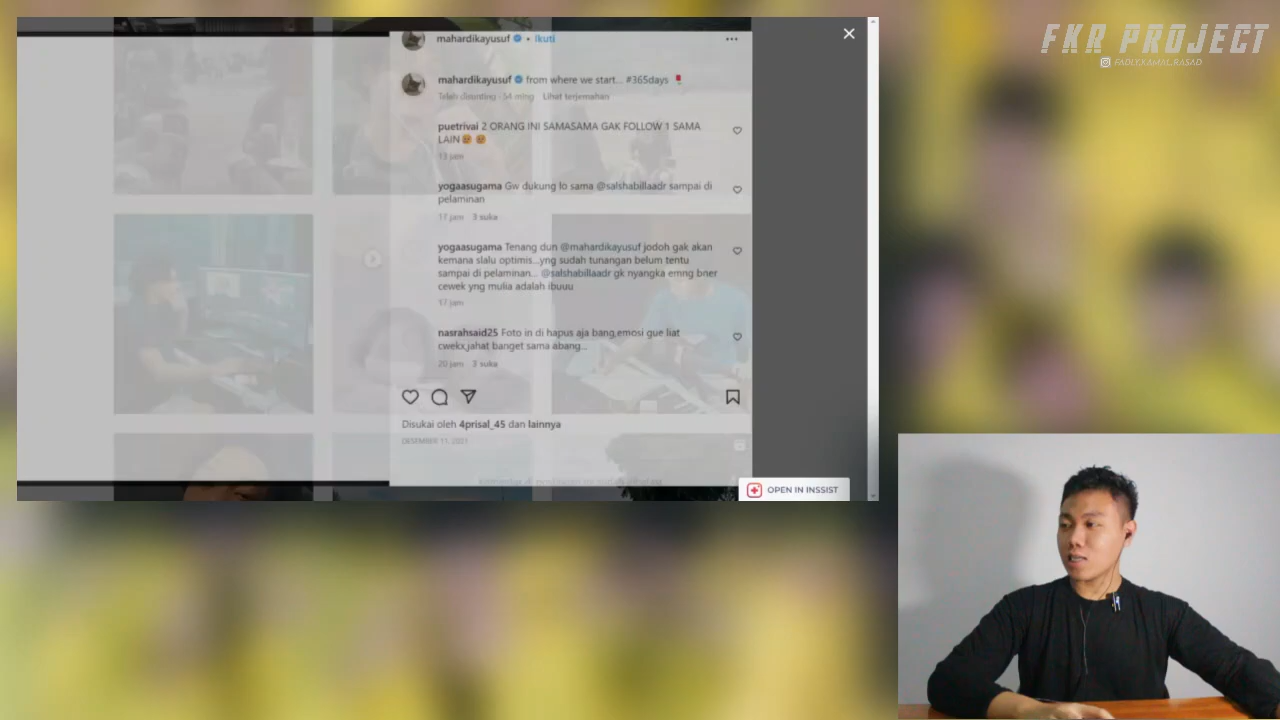 FKR PROJECT
FADLY.KAMAL.RASAD
mahardikayusuf • Ikuti
mahardikayusuf from where we start... #365days
Telah disunting · 54 mng Lihat terjemahan
puetrivai 2 ORANG INI SAMASAMA GAK FOLLOW 1 SAMA
LAIN
13 jam
yogaasugama Gw dukung lo sama @salshabillaadr sampai di
pelaminan
17 jam 3 suka
yogaasugama Tenang dun @mahardikayusuf jodoh gak akan
kemana slalu optimis...yng sudah tunangan belum tentu
sampai di pelaminan... @salshabillaadr gk nyangka emng bner
cewek yng mulia adalah ibuuu
17 jam
nasrahsaid25 Foto in di hapus aja bang,emosi gue liat
cwekx,jahat banget sama abang...
20 jam 3 suka
Disukai oleh 4prisal_45 dan lainnya
DESEMBER 11, 2021
OPEN IN INSSIST